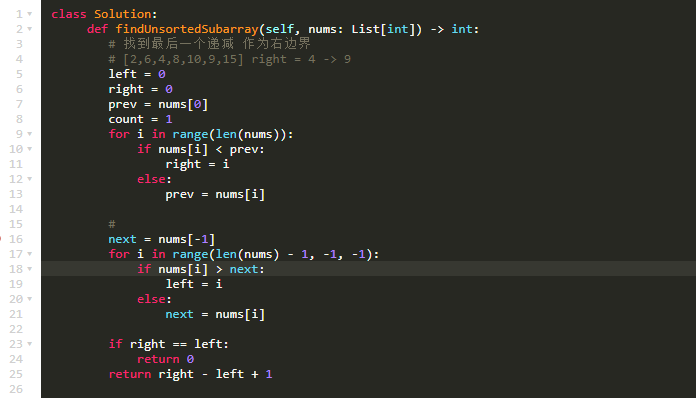 1 class Solution:
2 def findUnsortedSubarray(self, nums: List[int]) -> int:
3 # 找到最后一个递减 作为右边界
4 # [2,6,4,8,10,9,15] right = 4 -> 9
5 left = 0
6 right = 0
7 prev = nums[0]
8 count = 1
9 for i in range(len(nums)):
10 if nums[i] < prev:
11 right = i
12 else:
13 prev = nums[i]
14
15 #
16 next = nums[-1]
17 for i in range(len(nums) - 1, -1, -1):
18 if nums[i] > next:
19 left = i
20 else:
21 next = nums[i]
22
23 if right == left:
24 return 0
25 return right - left + 1
26